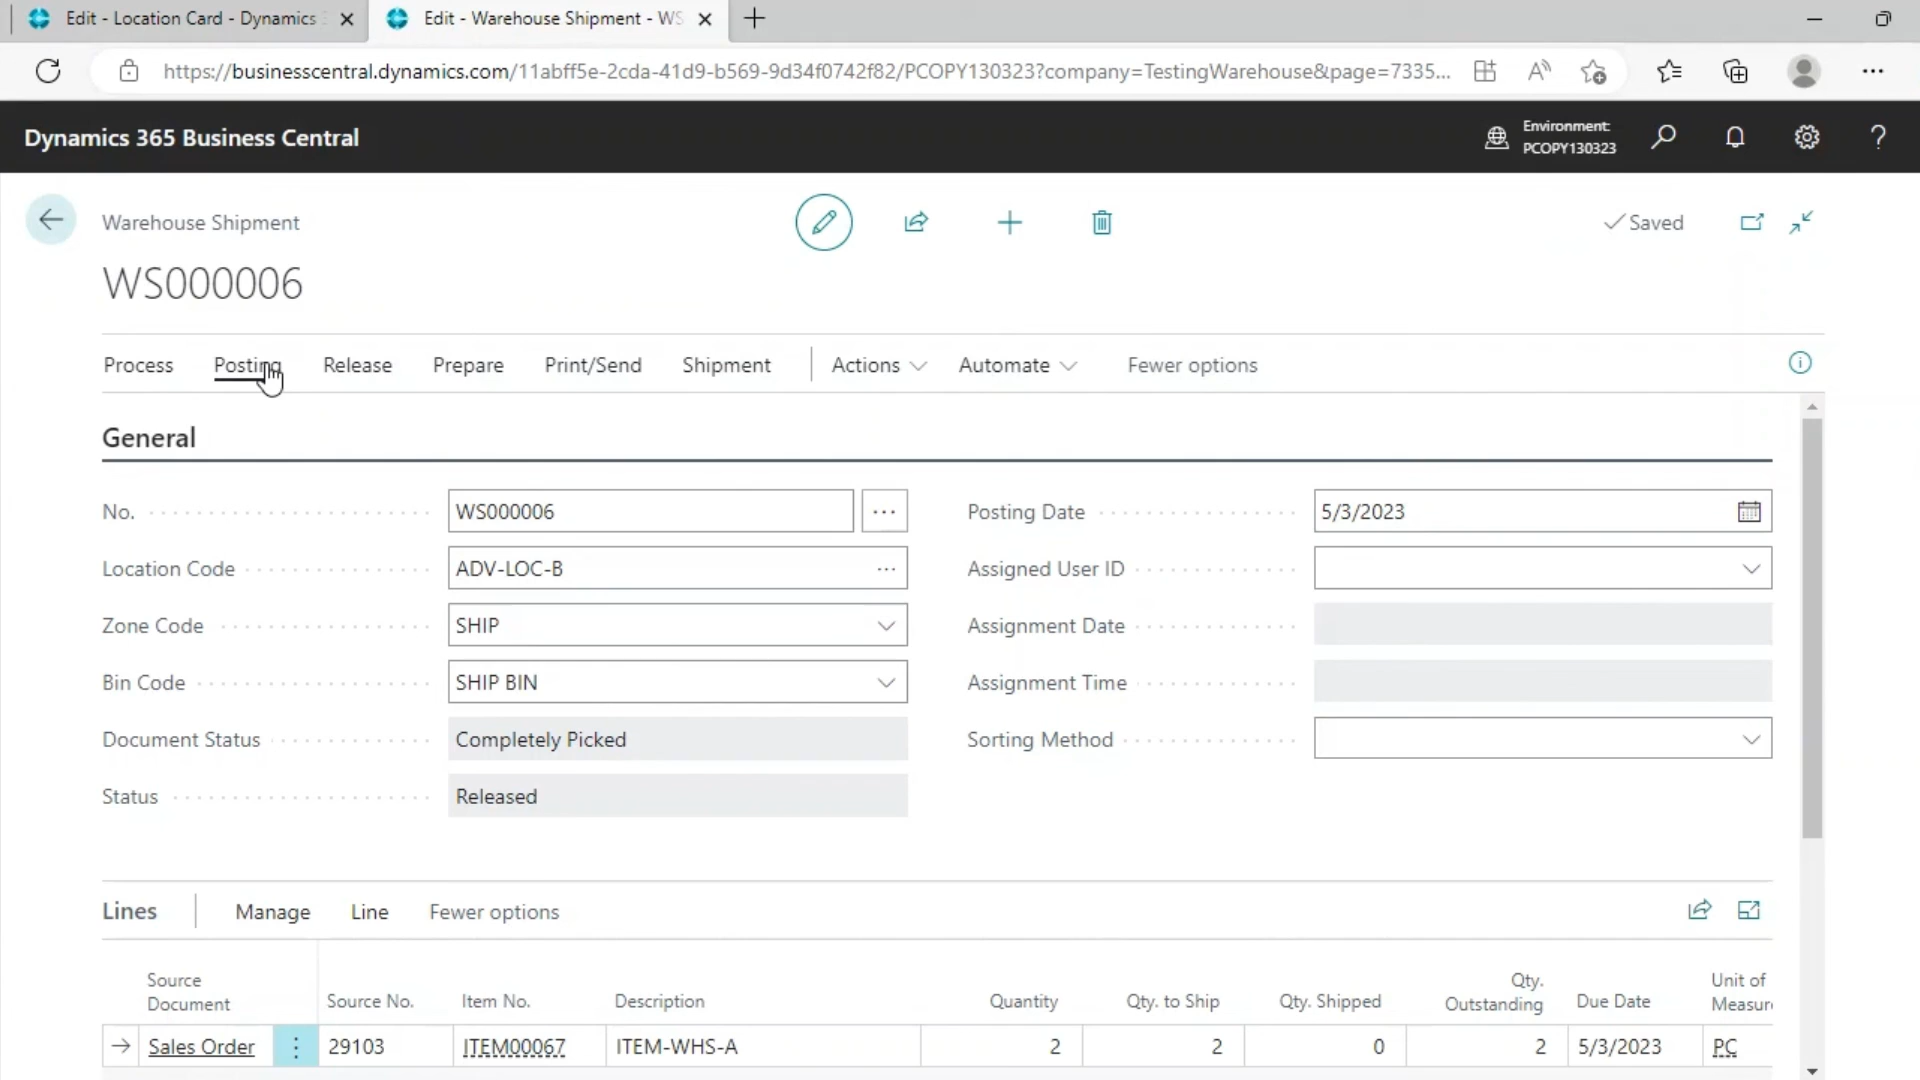 Edit - Location Card - Dynamics
Edit - Warehouse Shipment - WS
https://businesscentral.dynamics.com/11abff5e-2cda-41d9-b569-9d34f0742f82/PCOPY130323?company=TestingWarehouse&page=7335...
Dynamics 365 Business Central
Environment:
PCOPY130323
Warehouse Shipment
Saved
WS000006
Process Posting Release Prepare Print/Send Shipment Actions Automate Fewer options
General
No. WS000006 ...
Posting Date 5/3/2023
Location Code ADV-LOC-B ...
Assigned User ID
Zone Code SHIP
Assignment Date
Bin Code SHIP BIN
Assignment Time
Document Status Completely Picked
Sorting Method
Status Released
Lines Manage Line Fewer options
Source Document
Source No.
Item No.
Description
Quantity
Qty. to Ship
Qty. Shipped
Qty. Outstanding
Due Date
Unit of
Sales Order 29103 ITEM00067 ITEM-WHS-A 2 2 0 2 5/3/2023 PC